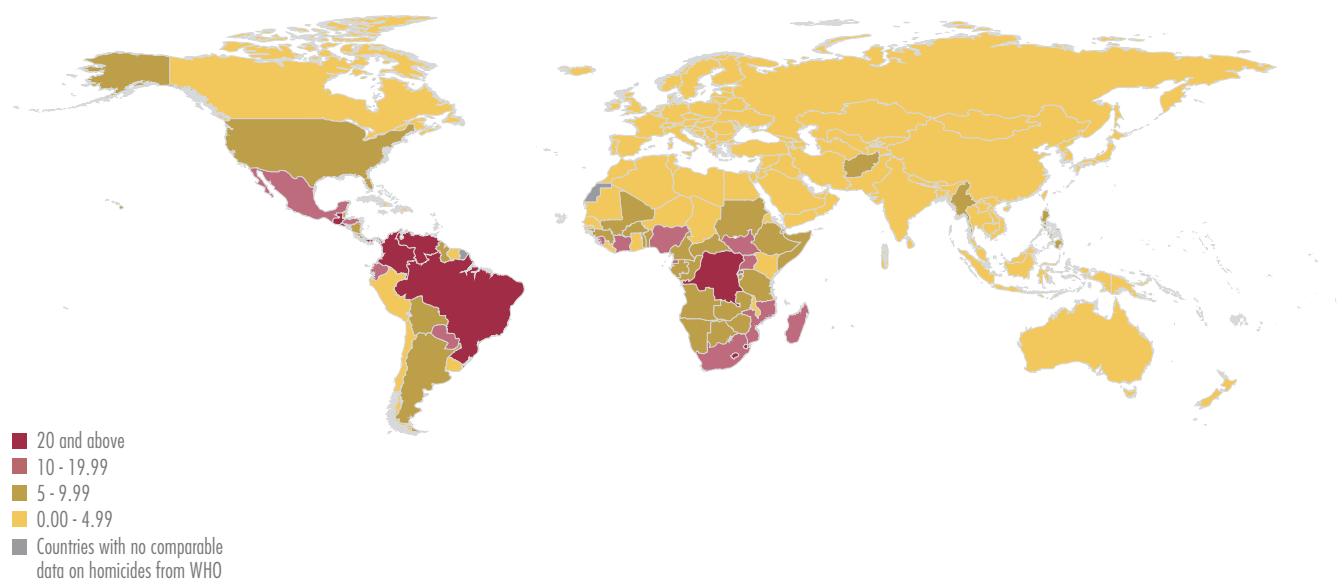 20 and above
10 - 19.99
5 - 9.99
0.00 - 4.99
Countries with no comparable
data on homicides from WHO